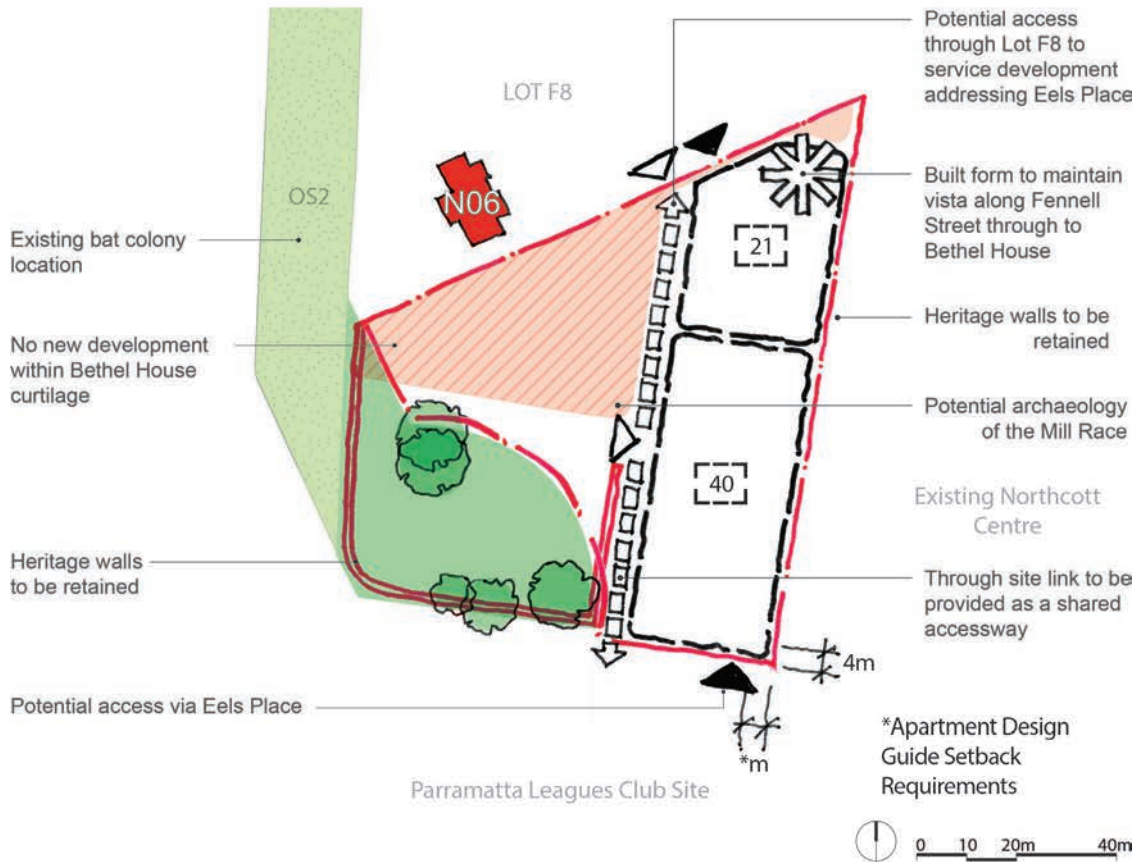 Potential access
through Lot F8 to
service development
addressing Eels Place
LOT F8
N06
OS2
Built form to maintain
vista along Fennell
Street through to
Bethel House
Existing bat colony
location
21
Heritage walls to be
retained
No new development
within Bethel House
curtilage
Potential archaeology
of the Mill Race
40
Existing Northcott
Centre
Heritage walls
to be retained
Through site link to be
provided as a shared
accessway
4m
Potential access via Eels Place
*m
*Apartment Design
Guide Setback
Requirements
Parramatta Leagues Club Site
0 10 20m 40m